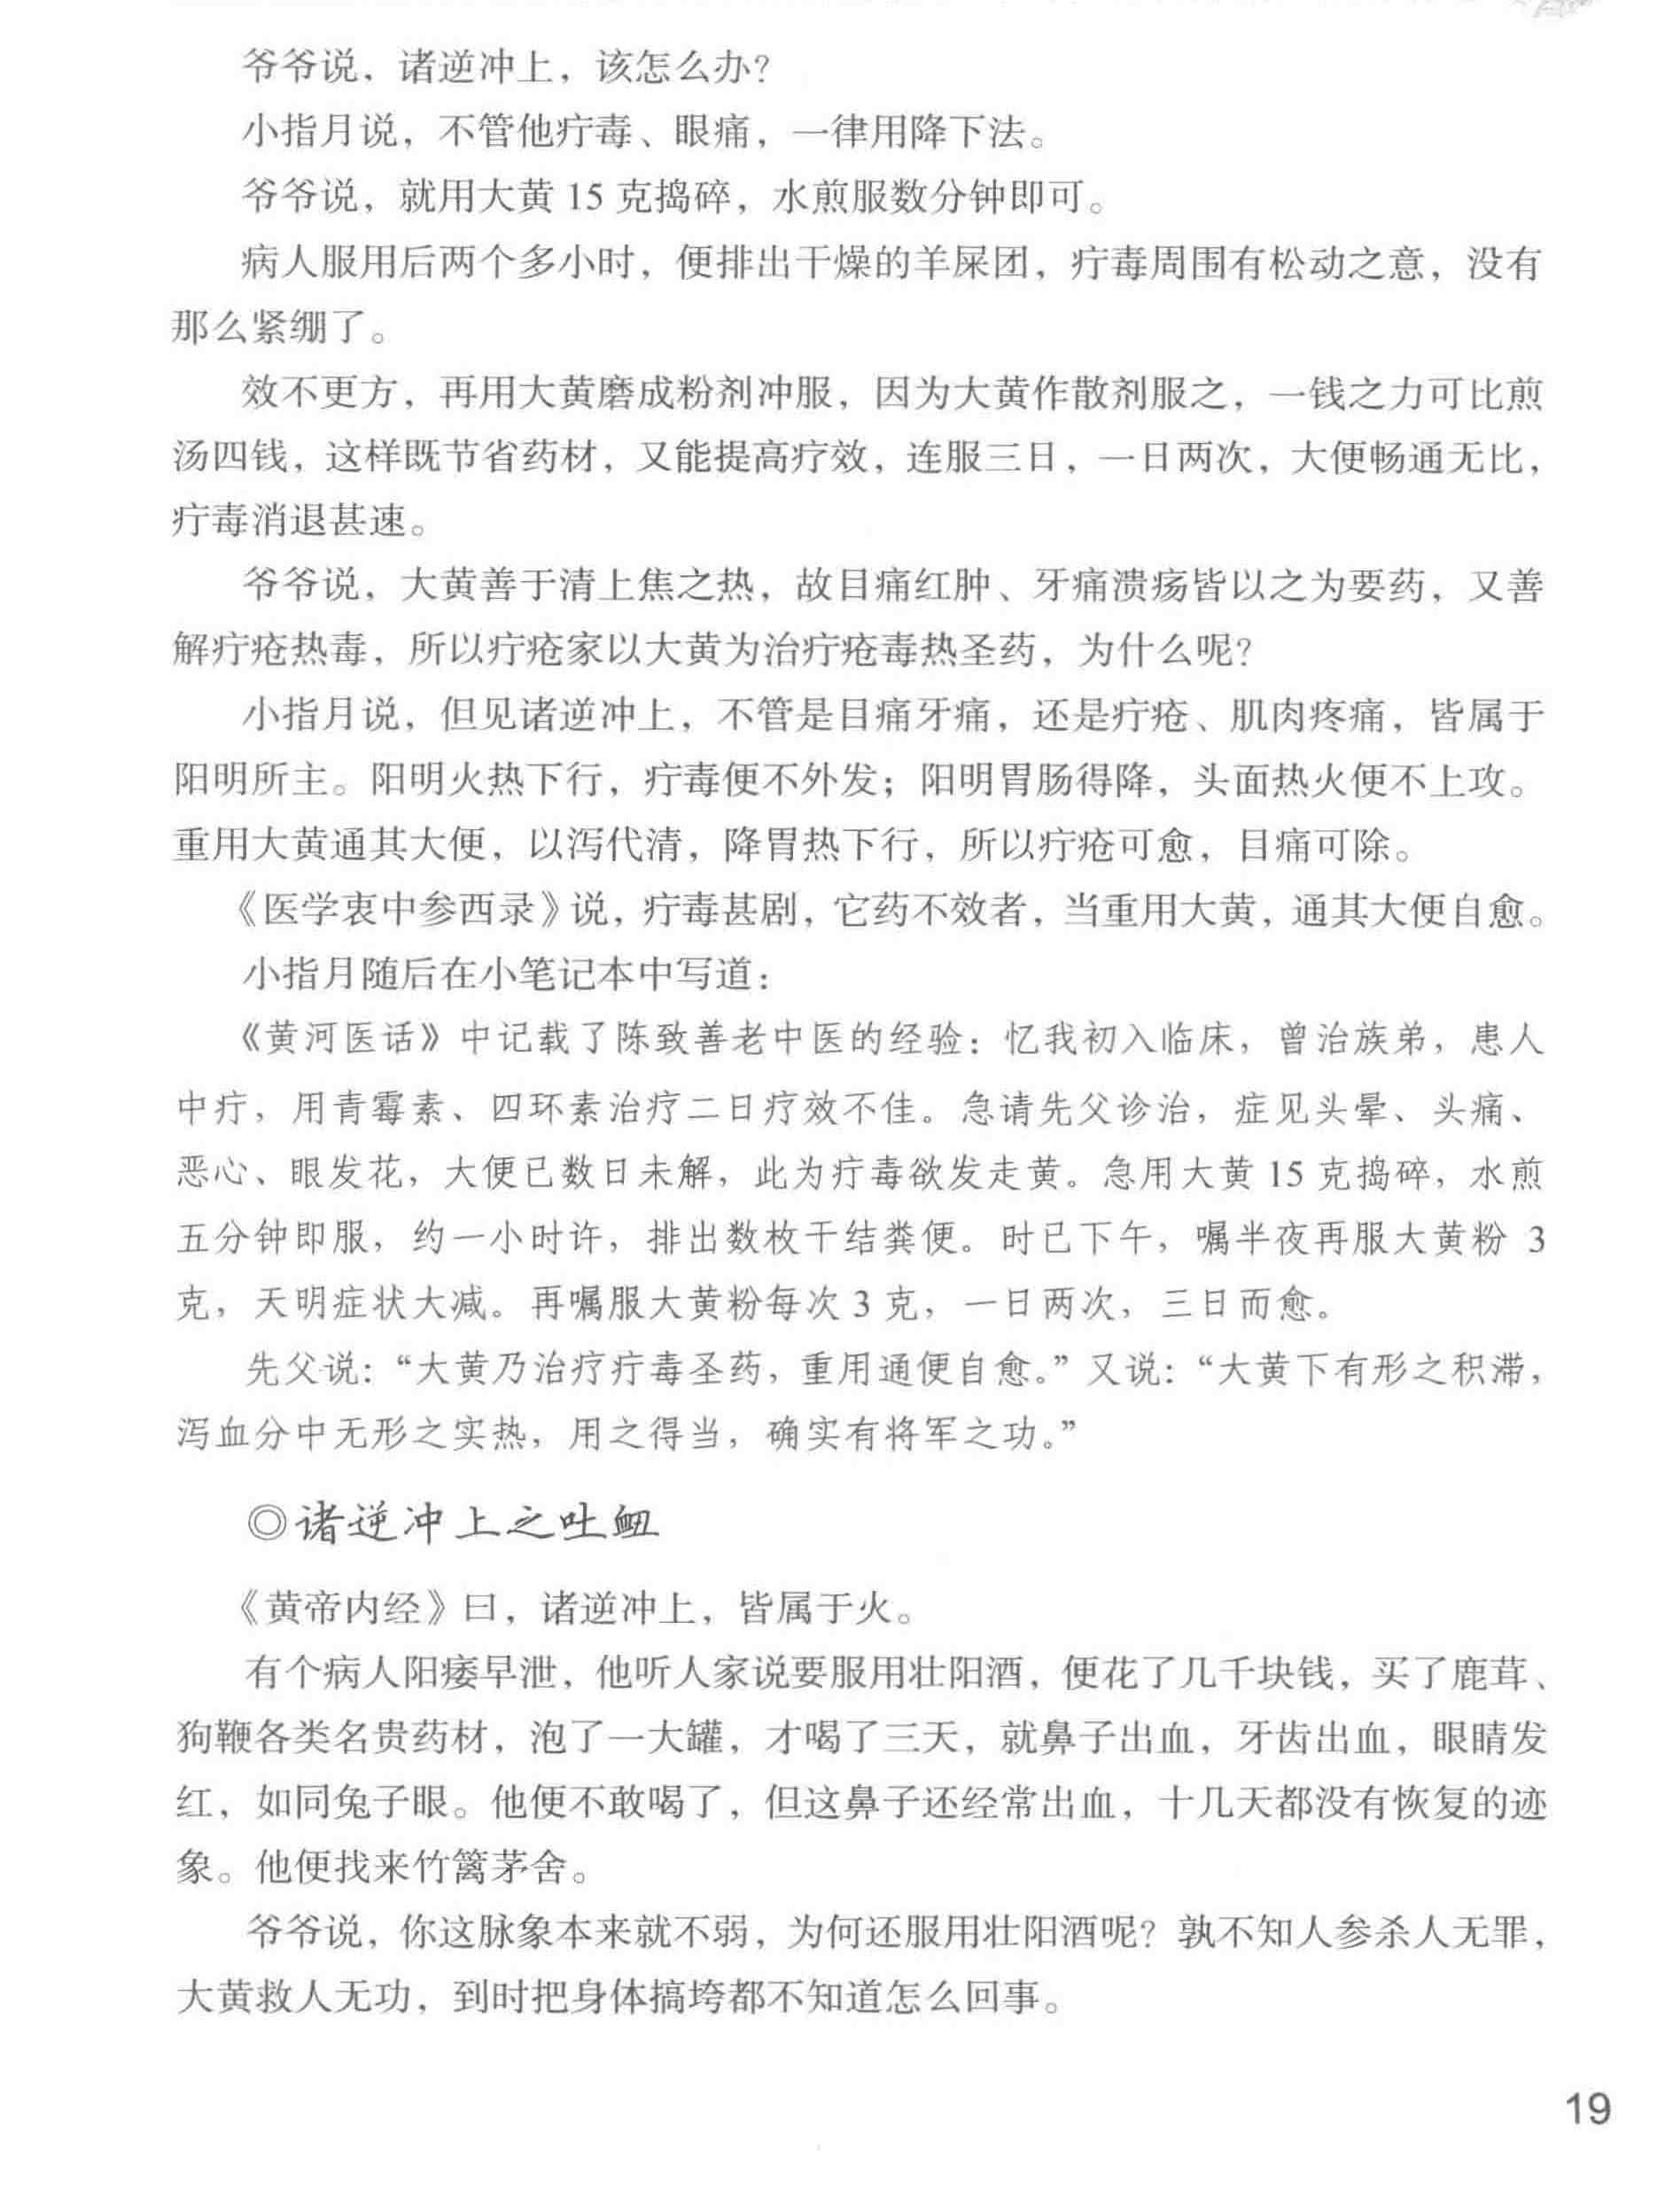 爷爷说，诸逆冲上，该怎么办？
小指月说，不管他疔毒、眼痛，一律用降下法。
爷爷说，就用大黄 15 克捣碎，水煎服数分钟即可。
病人服用后两个多小时，便排出干燥的羊屎团，疔毒周围有松动之意，没有
那么紧绷了。
效不更方，再用大黄磨成粉剂冲服，因为大黄作散剂服之，一钱之力可比煎
汤四钱，这样既节省药材，又能提高疗效，连服三日，一日两次，大便畅通无比，
疔毒消退甚速。
爷爷说，大黄善于清上焦之热，故目痛红肿、牙痛溃疡皆以之为要药，又善
解疔疮热毒，所以疔疮家以大黄为治疔疮毒热圣药，为什么呢？
小指月说，但见诸逆冲上，不管是目痛牙痛，还是疔疮、肌肉疼痛，皆属于
阳明所主。阳明火热下行，疔毒便不外发；阳明胃肠得降，头面热火便不上攻。
重用大黄通其大便，以泻代清，降胃热下行，所以疔疮可愈，目痛可除。
《医学衷中参西录》说，疔毒甚剧，它药不效者，当重用大黄，通其大便自愈。
小指月随后在小笔记本中写道：
《黄河医话》中记载了陈致善老中医的经验：忆我初入临床，曾治族弟，患人
中疔，用青霉素、四环素治疗二日疗效不佳。急请先父诊治，症见头晕、头痛、
恶心、眼发花，大便已数日未解，此为疔毒欲发走黄。急用大黄 15 克捣碎，水煎
五分钟即服，约一小时许，排出数枚干结粪便。时已下午，嘱半夜再服大黄粉 3
克，天明症状大减。再嘱服大黄粉每次 3 克，一日两次，三日而愈。
先父说：“大黄乃治疗疔毒圣药，重用通便自愈。”又说：“大黄下有形之积滞，
泻血分中无形之实热，用之得当，确实有将军之功。”
◎诸逆冲上之吐衄
《黄帝内经》曰，诸逆冲上，皆属于火。
有个病人阳痿早泄，他听人家说要服用壮阳酒，便花了几千块钱，买了鹿茸、
狗鞭各类名贵药材，泡了一大罐，才喝了三天，就鼻子出血，牙齿出血，眼睛发
红，如同兔子眼。他便不敢喝了，但这鼻子还经常出血，十几天都没有恢复的迹
象。他便找来竹篱茅舍。
爷爷说，你这脉象本来就不弱，为何还服用壮阳酒呢？孰不知人参杀人无罪，
大黄救人无功，到时把身体搞垮都不知道怎么回事。
19